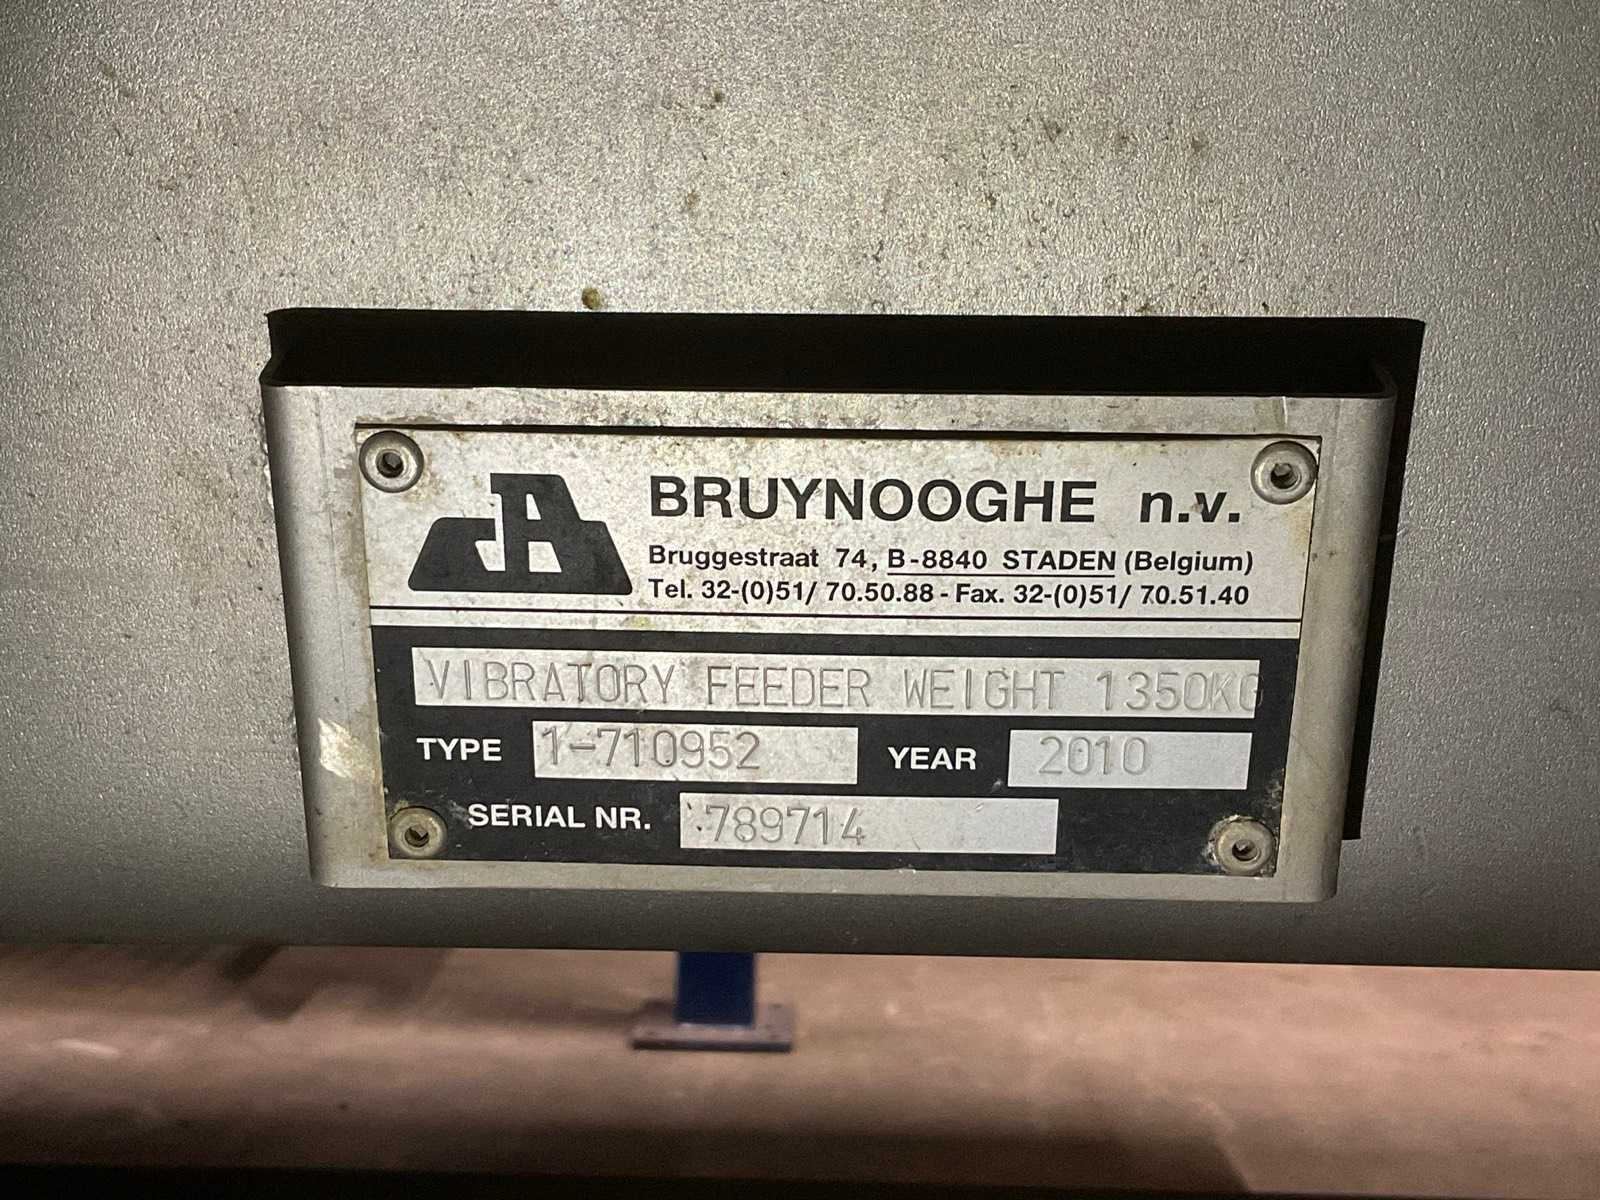 BRUYNOOGHE n.v.
Bruggestraat 74, B-8840 STADEN (Belgium)
Tel. 32-(0)51/ 70.50.88 - Fax. 32-(0)51/ 70.51.40
VIBRATORY FEEDER WEIGHT 1350KG
TYPE 1-710952 YEAR 2010
SERIAL NR. 789714